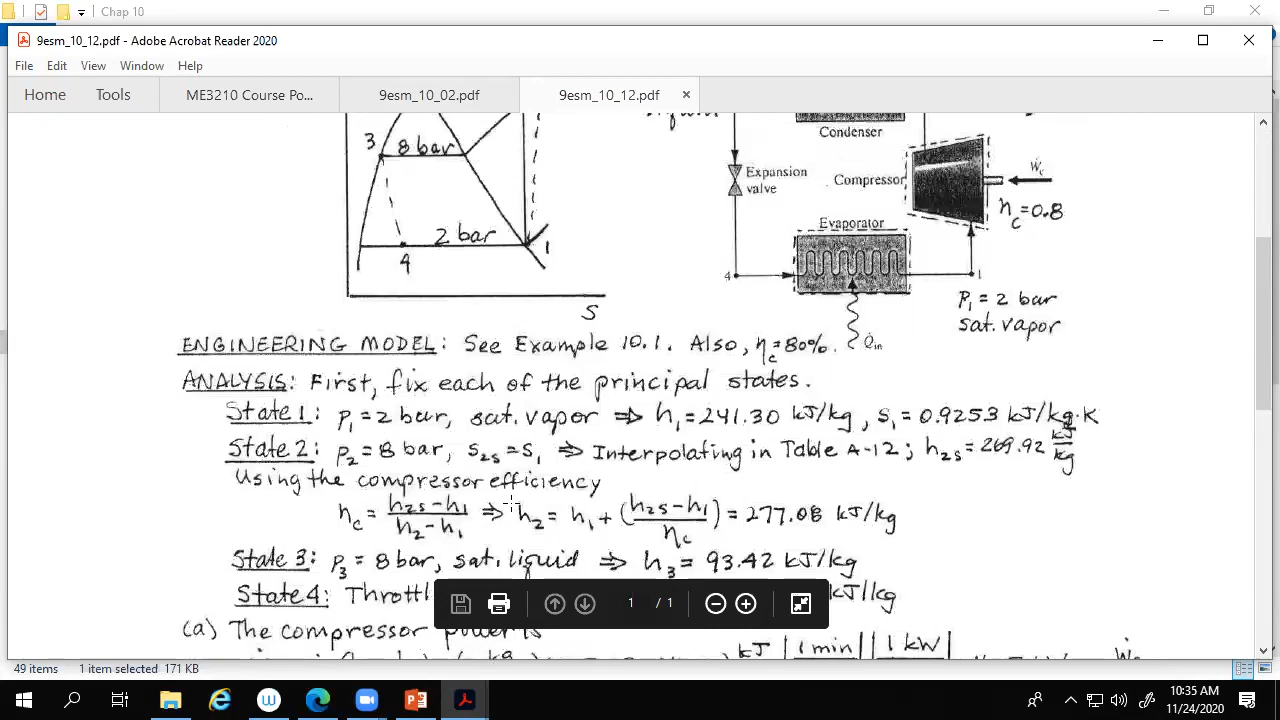 Chap 10
9esm_10_12.pdf - Adobe Acrobat Reader 2020
File Edit View Window Help
Home Tools ME3210 Course Po... 9esm_10_02.pdf 9esm_10_12.pdf ×
3 8 bar
2 bar
4 1
S
Condenser
Expansion
valve
Compressor
Ẇc
ηc=0.8
Evaporator
4
1
P1 = 2 bar
sat. vapor
Q̇in
ENGINEERING MODEL: See Example 10.1. Also, ηc=80%.
ANALYSIS: First, fix each of the principal states.
State 1: P1 = 2 bar, sat. vapor ⇒ h1 = 241.30 kJ/kg, s1 = 0.9253 kJ/kg·K
State 2: P2 = 8 bar, s2s = s1 ⇒ Interpolating in Table A-12; h2s = 269.92 kJ/kg
Using the compressor efficiency
ηc = (h2s-h1)/(h2-h1) ⇒ h2 = h1 + ((h2s-h1)/ηc) = 277.08 kJ/kg
State 3: P3 = 8 bar, sat. liquid ⇒ h3 = 93.42 kJ/kg
State 4: kJ/kg
1 / 1
(a) The compressor power is
kJ | 1 min | | 1 kW |
49 items 1 item selected 171 KB
10:35 AM
11/24/2020